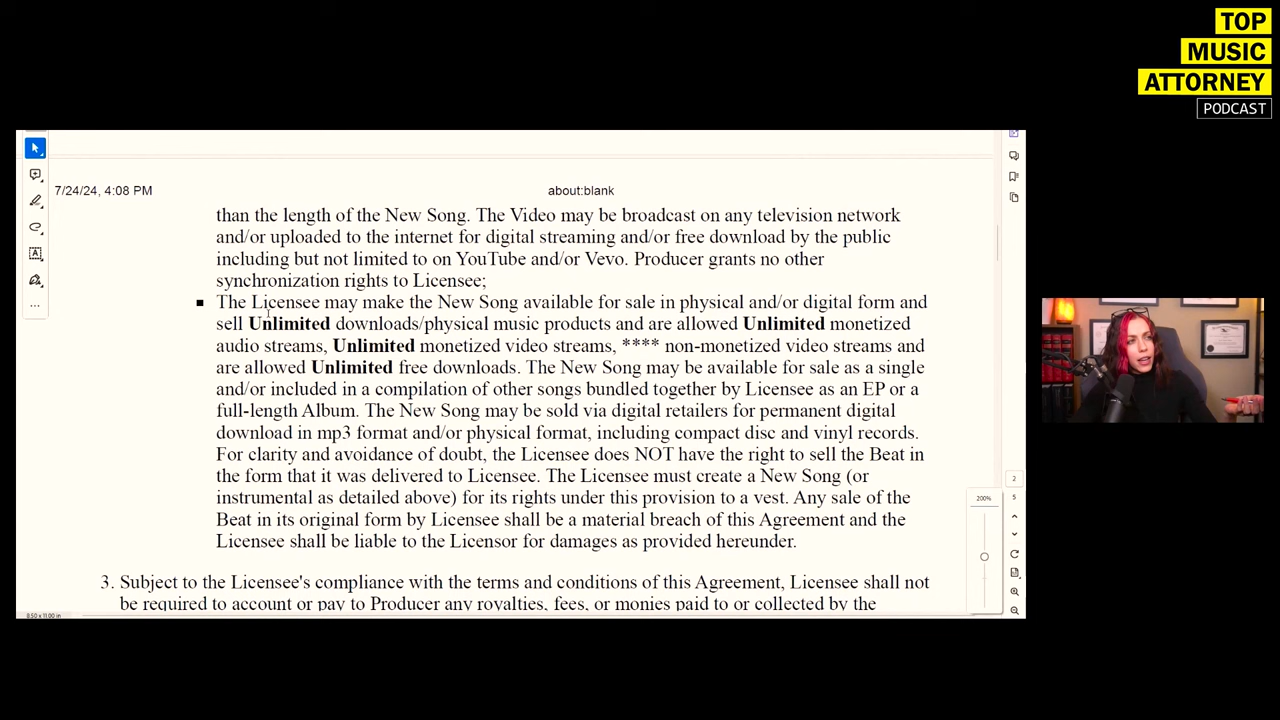 TOP
MUSIC
ATTORNEY
PODCAST
7/24/24, 4:08 PM
about:blank
than the length of the New Song. The Video may be broadcast on any television network
and/or uploaded to the internet for digital streaming and/or free download by the public
including but not limited to on YouTube and/or Vevo. Producer grants no other
synchronization rights to Licensee;
▪ The Licensee may make the New Song available for sale in physical and/or digital form and
sell Unlimited downloads/physical music products and are allowed Unlimited monetized
audio streams, Unlimited monetized video streams, **** non-monetized video streams and
are allowed Unlimited free downloads. The New Song may be available for sale as a single
and/or included in a compilation of other songs bundled together by Licensee as an EP or a
full-length Album. The New Song may be sold via digital retailers for permanent digital
download in mp3 format and/or physical format, including compact disc and vinyl records.
For clarity and avoidance of doubt, the Licensee does NOT have the right to sell the Beat in
the form that it was delivered to Licensee. The Licensee must create a New Song (or
instrumental as detailed above) for its rights under this provision to a vest. Any sale of the
Beat in its original form by Licensee shall be a material breach of this Agreement and the
Licensee shall be liable to the Licensor for damages as provided hereunder.
3. Subject to the Licensee's compliance with the terms and conditions of this Agreement, Licensee shall not
be required to account or pay to Producer any royalties, fees, or monies paid to or collected by the
2
5
200%
8.50 x 11.00 in